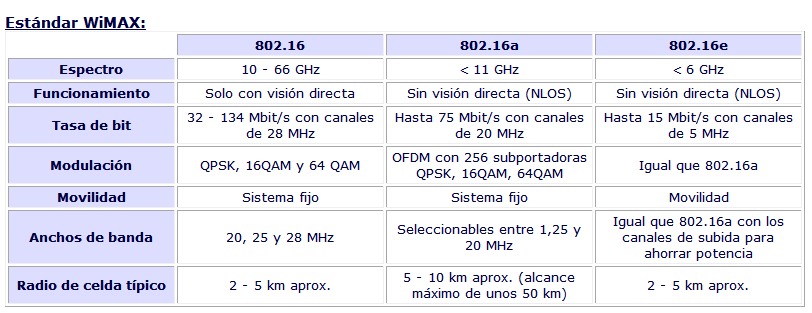 Estándar WiMAX:
802.16 802.16a 802.16e
Espectro 10 - 66 GHz < 11 GHz < 6 GHz
Funcionamiento Solo con visión directa Sin visión directa (NLOS) Sin visión directa (NLOS)
Tasa de bit 32 - 134 Mbit/s con canales de 28 MHz Hasta 75 Mbit/s con canales de 20 MHz Hasta 15 Mbit/s con canales de 5 MHz
Modulación QPSK, 16QAM y 64 QAM OFDM con 256 subportadoras QPSK, 16QAM, 64QAM Igual que 802.16a
Movilidad Sistema fijo Sistema fijo Movilidad
Anchos de banda 20, 25 y 28 MHz Seleccionables entre 1,25 y 20 MHz Igual que 802.16a con los canales de subida para ahorrar potencia
Radio de celda típico 2 - 5 km aprox. 5 - 10 km aprox. (alcance máximo de unos 50 km) 2 - 5 km aprox.